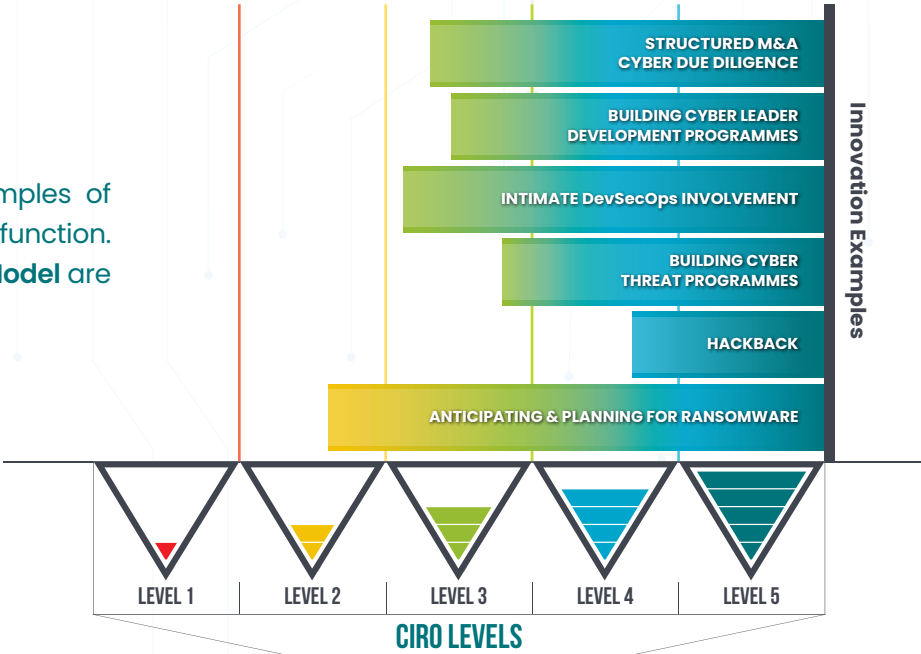 of
function.
are
STRUCTURED M&A
CYBER DUE DILIGENCE
BUILDING CYBER LEADER
DEVELOPMENT PROGRAMMES
INTIMATE DevSecOps INVOLVEMENT
BUILDING CYBER
THREAT PROGRAMMES
HACKBACK
ANTICIPATING & PLANNING FOR RANSOMWARE
Innovation Examples
LEVEL 1
LEVEL 2
LEVEL 3
LEVEL 4
LEVEL 5
CIRO LEVELS